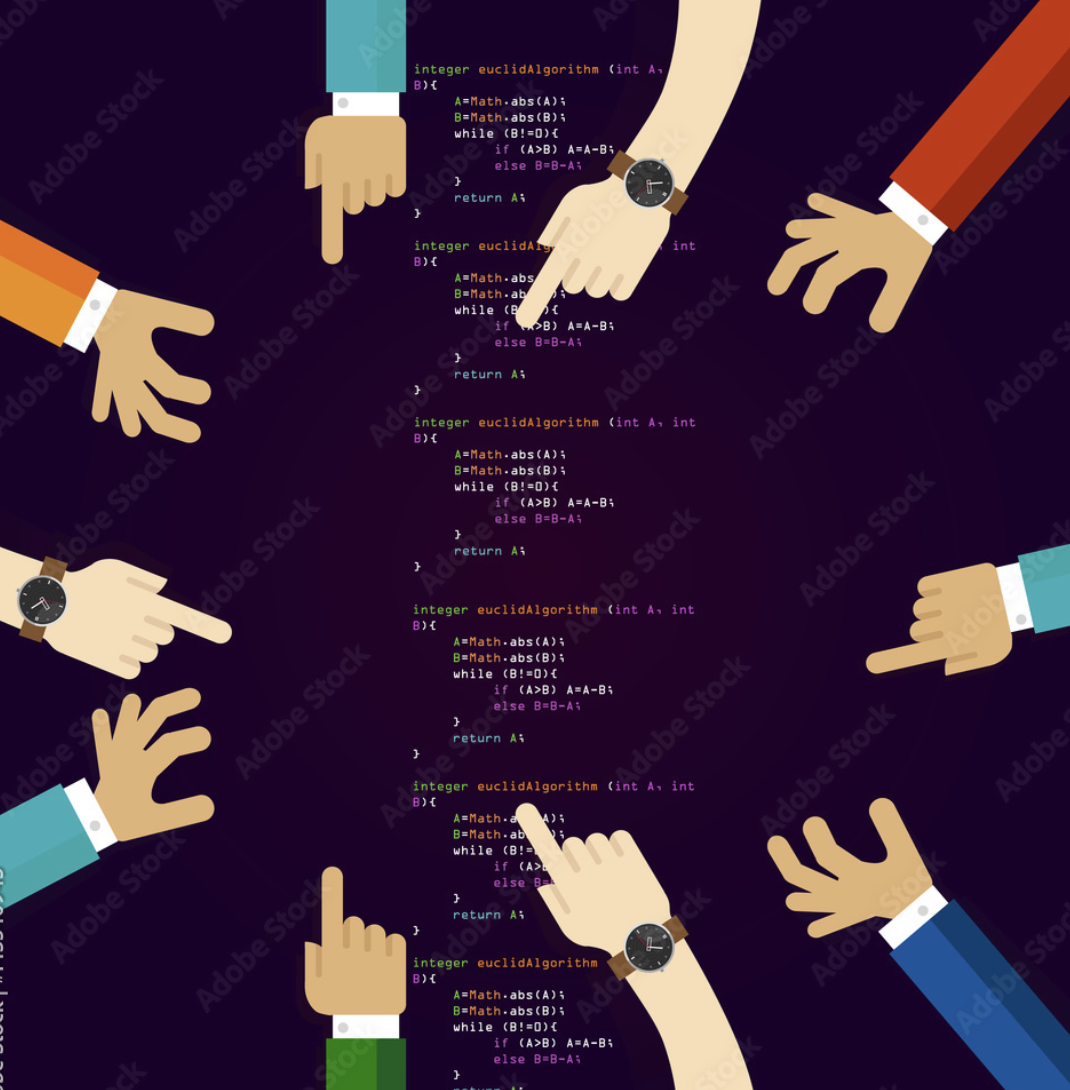 integer euclidAlgorithm (int A,
B){
A=Math.abs(A);
B=Math.abs(B);
while (B!=0){
if (A>B) A=A-B;
else B=B-A;
}
return A;
}
integer euclidAlg int
B){
A=Math.abs
B=Math.ab );
while (B ){
if (A>B) A=A-B;
else B=B-A;
}
return A;
}
integer euclidAlgorithm (int A, int
B){
A=Math.abs(A);
B=Math.abs(B);
while (B!=0){
if (A>B) A=A-B;
else B=B-A;
}
return A;
}
integer euclidAlgorithm (int A, int
B){
A=Math.abs(A);
B=Math.abs(B);
while (B!=0){
if (A>B) A=A-B;
else B=B-A;
}
return A;
}
integer euclidAlgorithm (int A, int
B){
A=Math.a A);
B=Math.ab );
while (B!=
if (A>B
else B=B
}
return A;
}
integer euclidAlgorithm
B){
A=Math.abs(A);
B=Math.abs(B);
while (B!=0){
if (A>B) A=A-B;
else B=B-A;
}
return A;
Adobe Stock